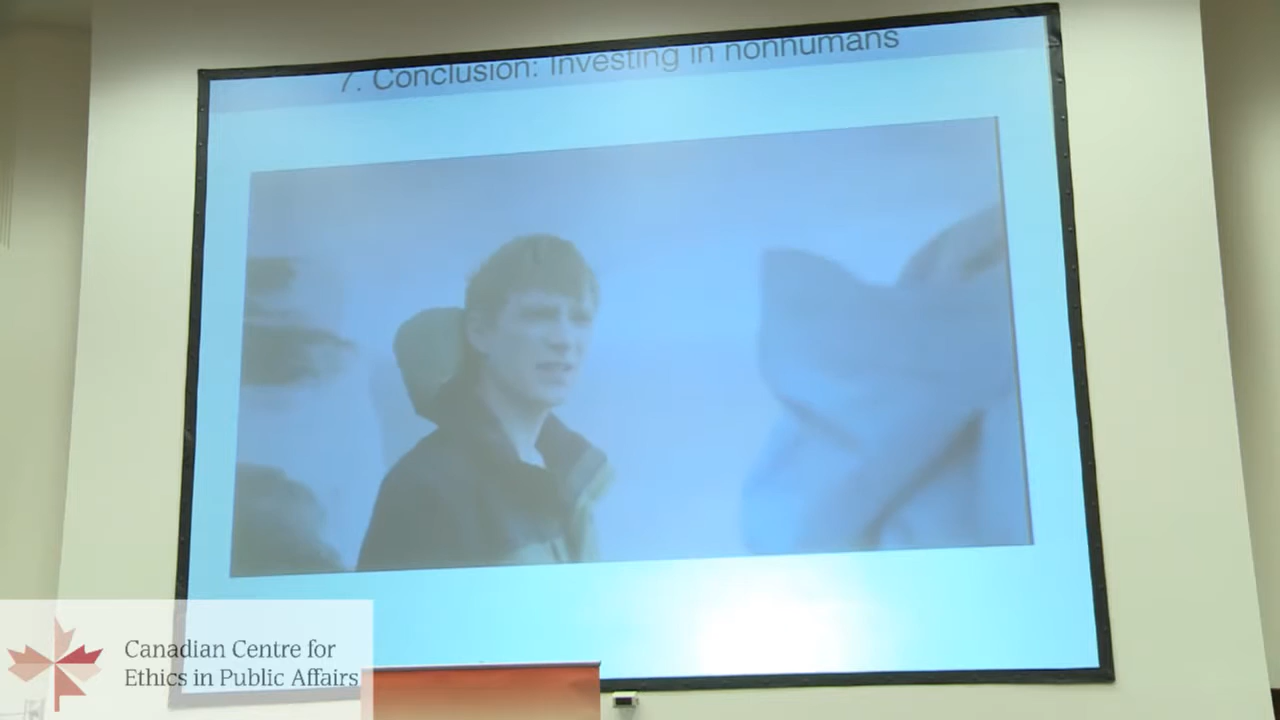 7. Conclusion: Investing in nonhumans
Canadian Centre for
Ethics in Public Affairs